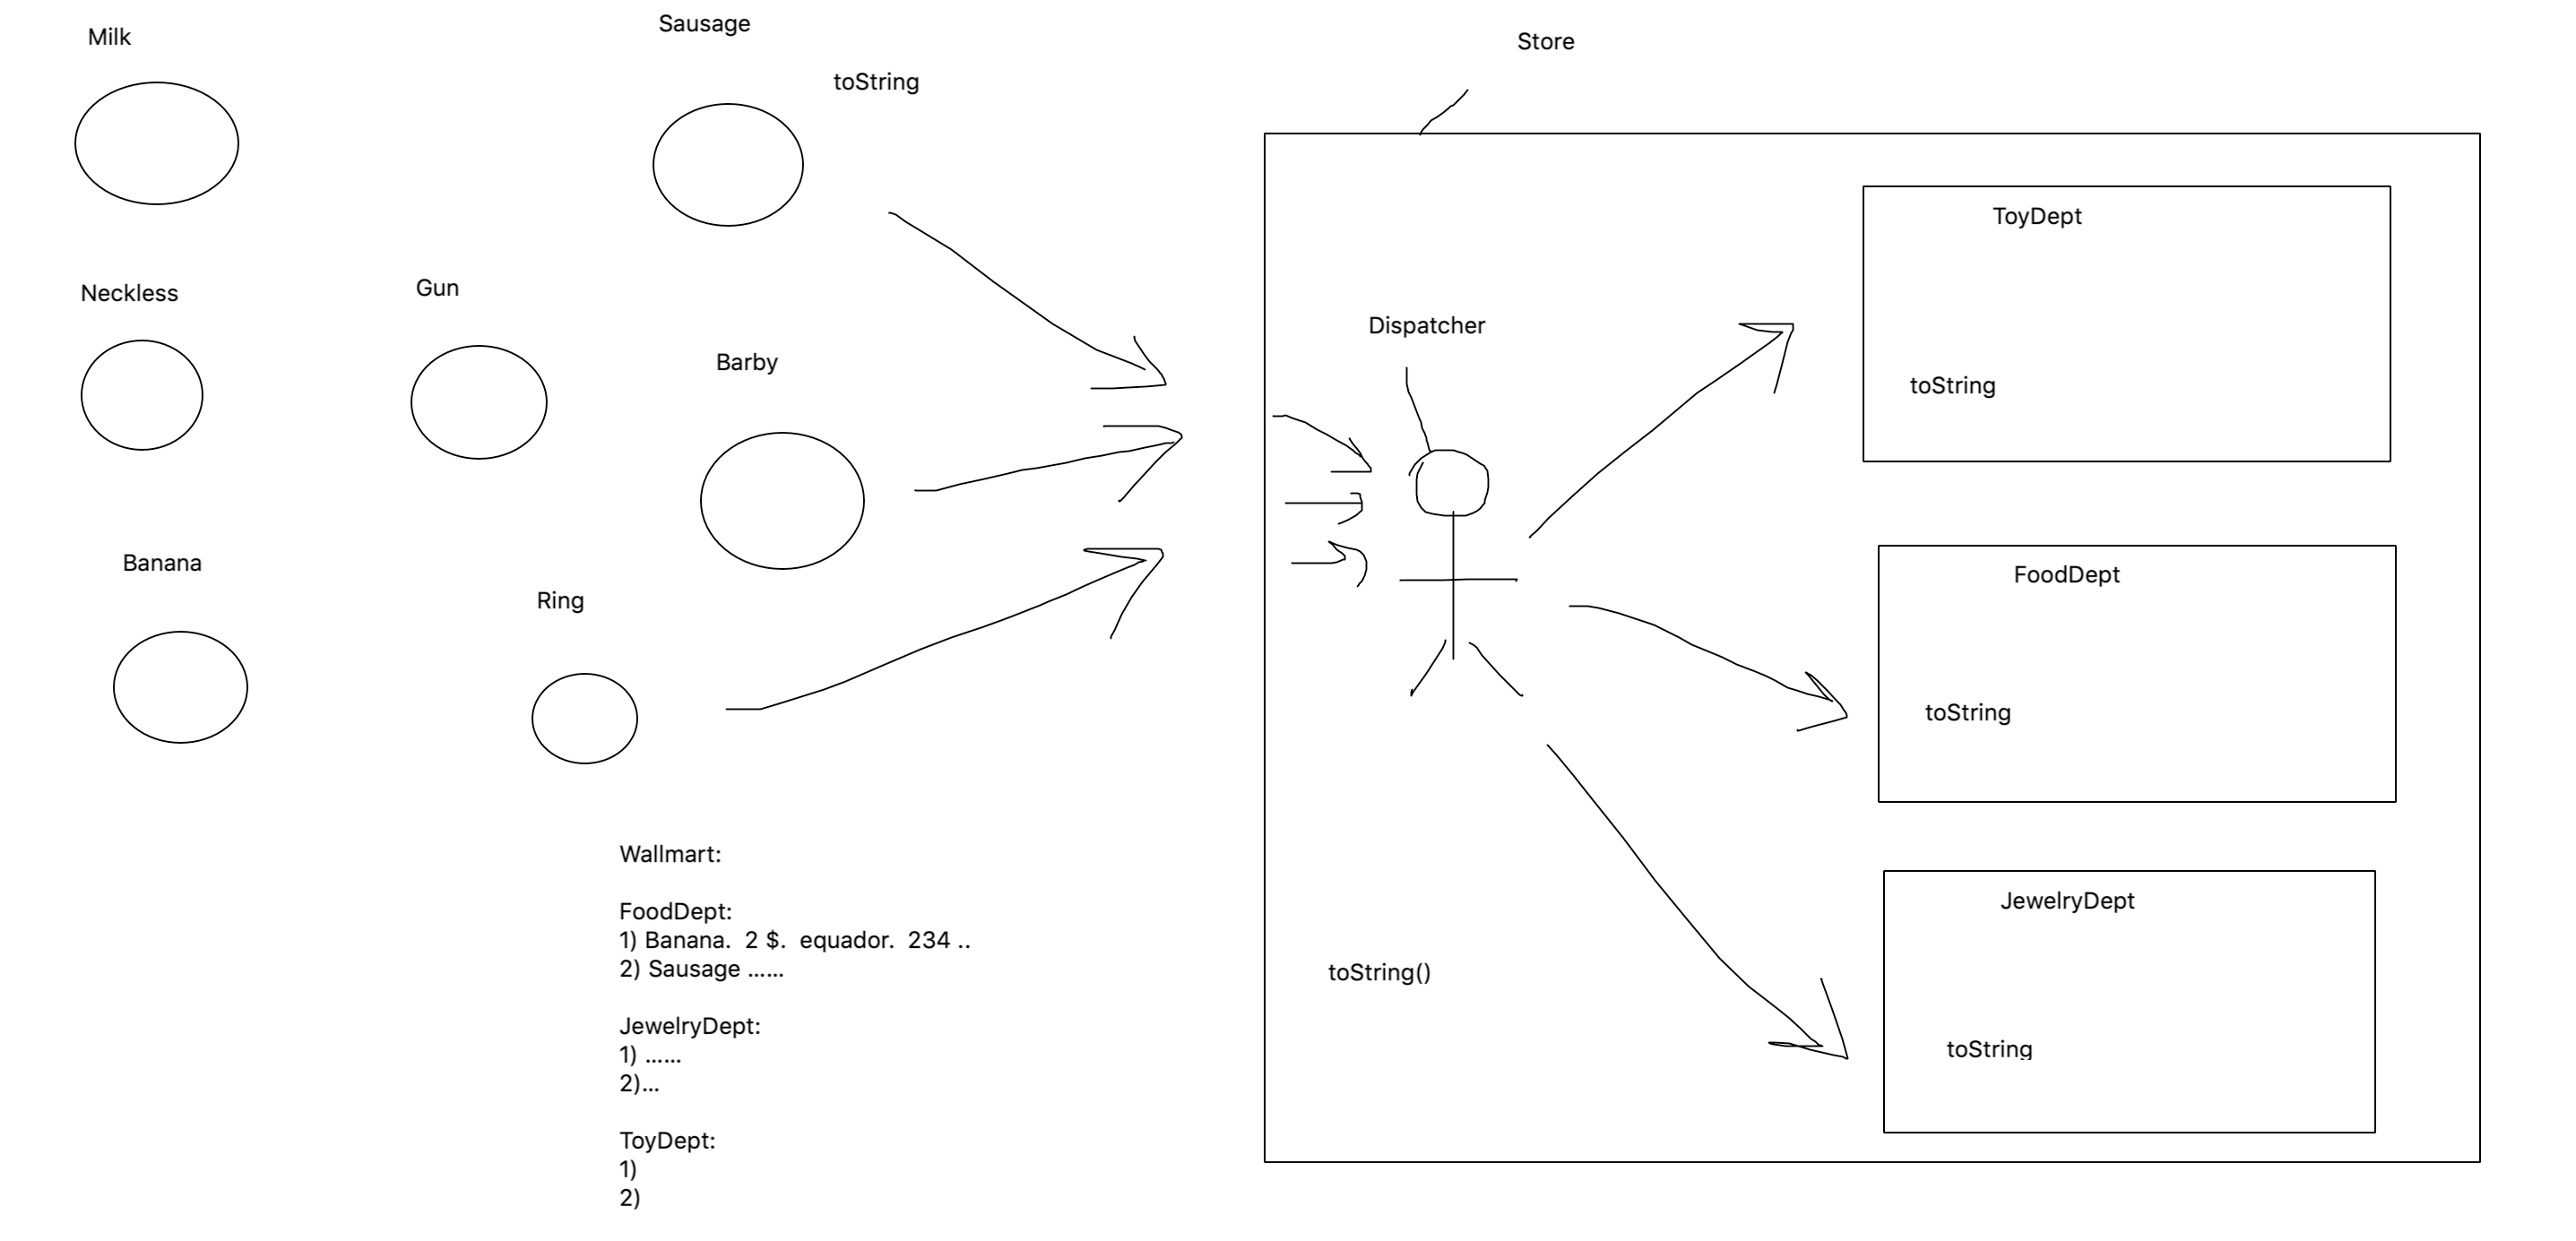 Milk
Sausage
toString
Store
ToyDept
Neckless
Gun
Dispatcher
Barby
toString
Banana
FoodDept
Ring
toString
Wallmart:
FoodDept:
1) Banana.  2 $.  equador.  234 ..
2) Sausage ......
JewelryDept:
1) ......
2)...
ToyDept:
1)
2)
JewelryDept
toString()
toString